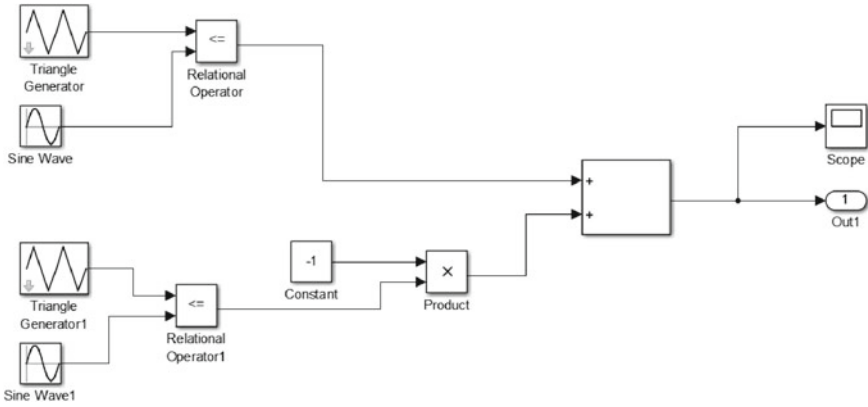 <=
Triangle
Generator
Relational
Operator
Sine Wave
Scope
+
+
1
Out1
-1
Constant
×
Product
Triangle
Generator1
<=
Relational
Operator1
Sine Wave1